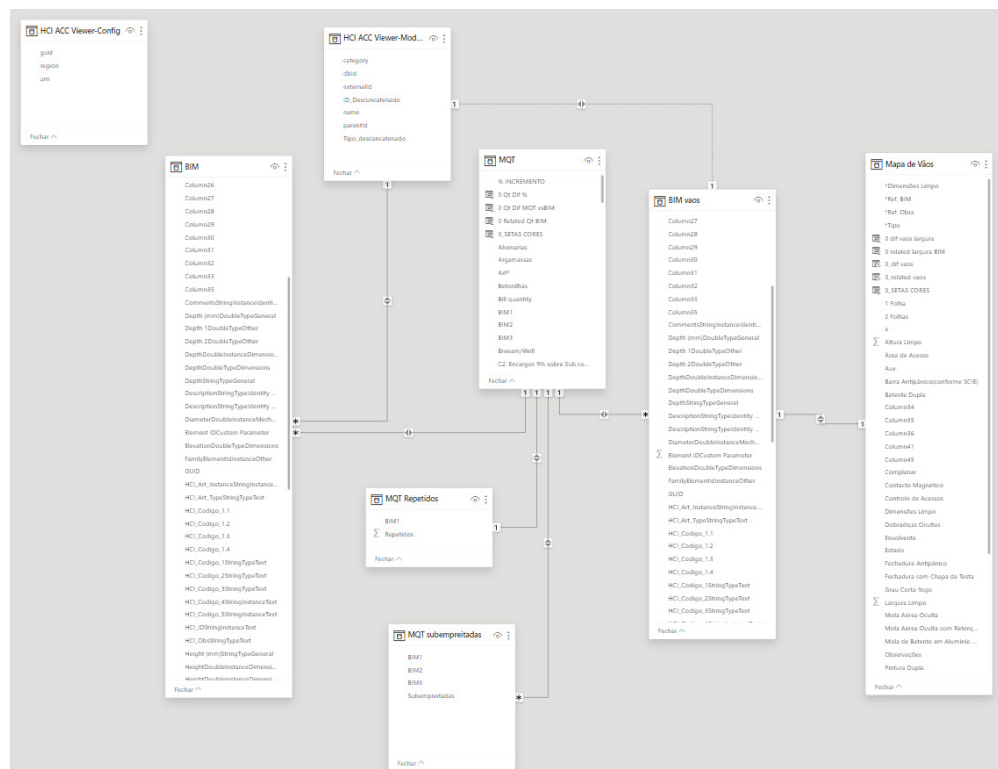 HCI ACC Viewer-Config
guid
region
urn
Fechar
HCI ACC Viewer-Mod...
category
dbid
externalId
ID_Desconcatenado
name
parentId
Tipo_desconcatenado
Fechar
BIM
Column26
Column27
Column28
Column29
Column30
Column31
Column32
Column33
Column35
CommentsStringInstanceIdenti...
Depth (mm)DoubleTypeGeneral
Depth 1DoubleTypeOther
Depth 2DoubleTypeOther
DepthDoubleInstanceDimensio...
DepthDoubleTypeDimensions
DepthStringTypeGeneral
DescriptionStringTypeIdentity ...
DescriptionStringTypeIdentity ...
DiameterDoubleInstanceMech...
Element IDCustom Parameter
ElevationDoubleTypeDimensions
FamilyElementIdInstanceOther
GUID
HCI_Art_InstanceStringInstance...
HCI_Art_TypeStringTypeText
HCI_Codigo_1.1
HCI_Codigo_1.2
HCI_Codigo_1.3
HCI_Codigo_1.4
HCI_Codigo_1StringTypeText
HCI_Codigo_2StringTypeText
HCI_Codigo_3StringTypeText
HCI_Codigo_4StringInstanceText
HCI_Codigo_5StringInstanceText
HCI_IDStringInstanceText
HCI_ObsStringTypeText
Height (mm)StringTypeGeneral
HeightDoubleInstanceDimensi...
HeightDoubleInstanceDimensi...
Fechar
MQT
% INCREMENTO
0 Qt Dif %
0 Qt Dif MQT vsBIM
0 Related Qt BIM
0_SETAS CORES
Alvenarias
Argamassas
Artº
Betonilhas
Bill quantity
BIM1
BIM2
BIM3
Breeam/Well
C2. Encargos 9% sobre Sub co...
Fechar
MQT Repetidos
BIM1
Repetidos
Fechar
MQT subempreitadas
BIM1
BIM2
BIM3
Subempreitadas
Fechar
BIM vaos
Column27
Column28
Column29
Column30
Column31
Column32
Column33
Column35
CommentsStringInstanceIdenti...
Depth (mm)DoubleTypeGeneral
Depth 1DoubleTypeOther
Depth 2DoubleTypeOther
DepthDoubleInstanceDimensio...
DepthDoubleTypeDimensions
DepthStringTypeGeneral
DescriptionStringTypeIdentity ...
DescriptionStringTypeIdentity ...
DiameterDoubleInstanceMech...
Element IDCustom Parameter
ElevationDoubleTypeDimensions
FamilyElementIdInstanceOther
GUID
HCI_Art_InstanceStringInstance...
HCI_Art_TypeStringTypeText
HCI_Codigo_1.1
HCI_Codigo_1.2
HCI_Codigo_1.3
HCI_Codigo_1.4
HCI_Codigo_1StringTypeText
HCI_Codigo_2StringTypeText
HCI_Codigo_3StringTypeText
Fechar
Mapa de Vãos
*Dimensões Limpo
*Ref. BIM
*Ref. Obra
*Tipo
0 dif vaos largura
0 related largura BIM
0_dif vaos
0_related vaos
0_SETAS CORES
1 Folha
2 Folhas
Altura Limpo
Área de Acesso
Aux.
Barra Antipânico(conforme SCIE)
Batente Dupla
Column34
Column35
Column36
Column41
Column45
Complanar
Contacto Magnético
Controlo de Acessos
Dimensões Limpo
Dobradiças Ocultas
Envolvente
Estado
Fechadura Antipânico
Fechadura com Chapa de Testa
Grau Corta-fogo
Largura Limpo
Mola Aérea Oculta
Mola Aérea Oculta com Retenç...
Mola de Batente em Alumínio ...
Observações
Pintura Dupla
Fechar
1
1
1
1
*
*
1
1
1
1
*
1
1
1
*